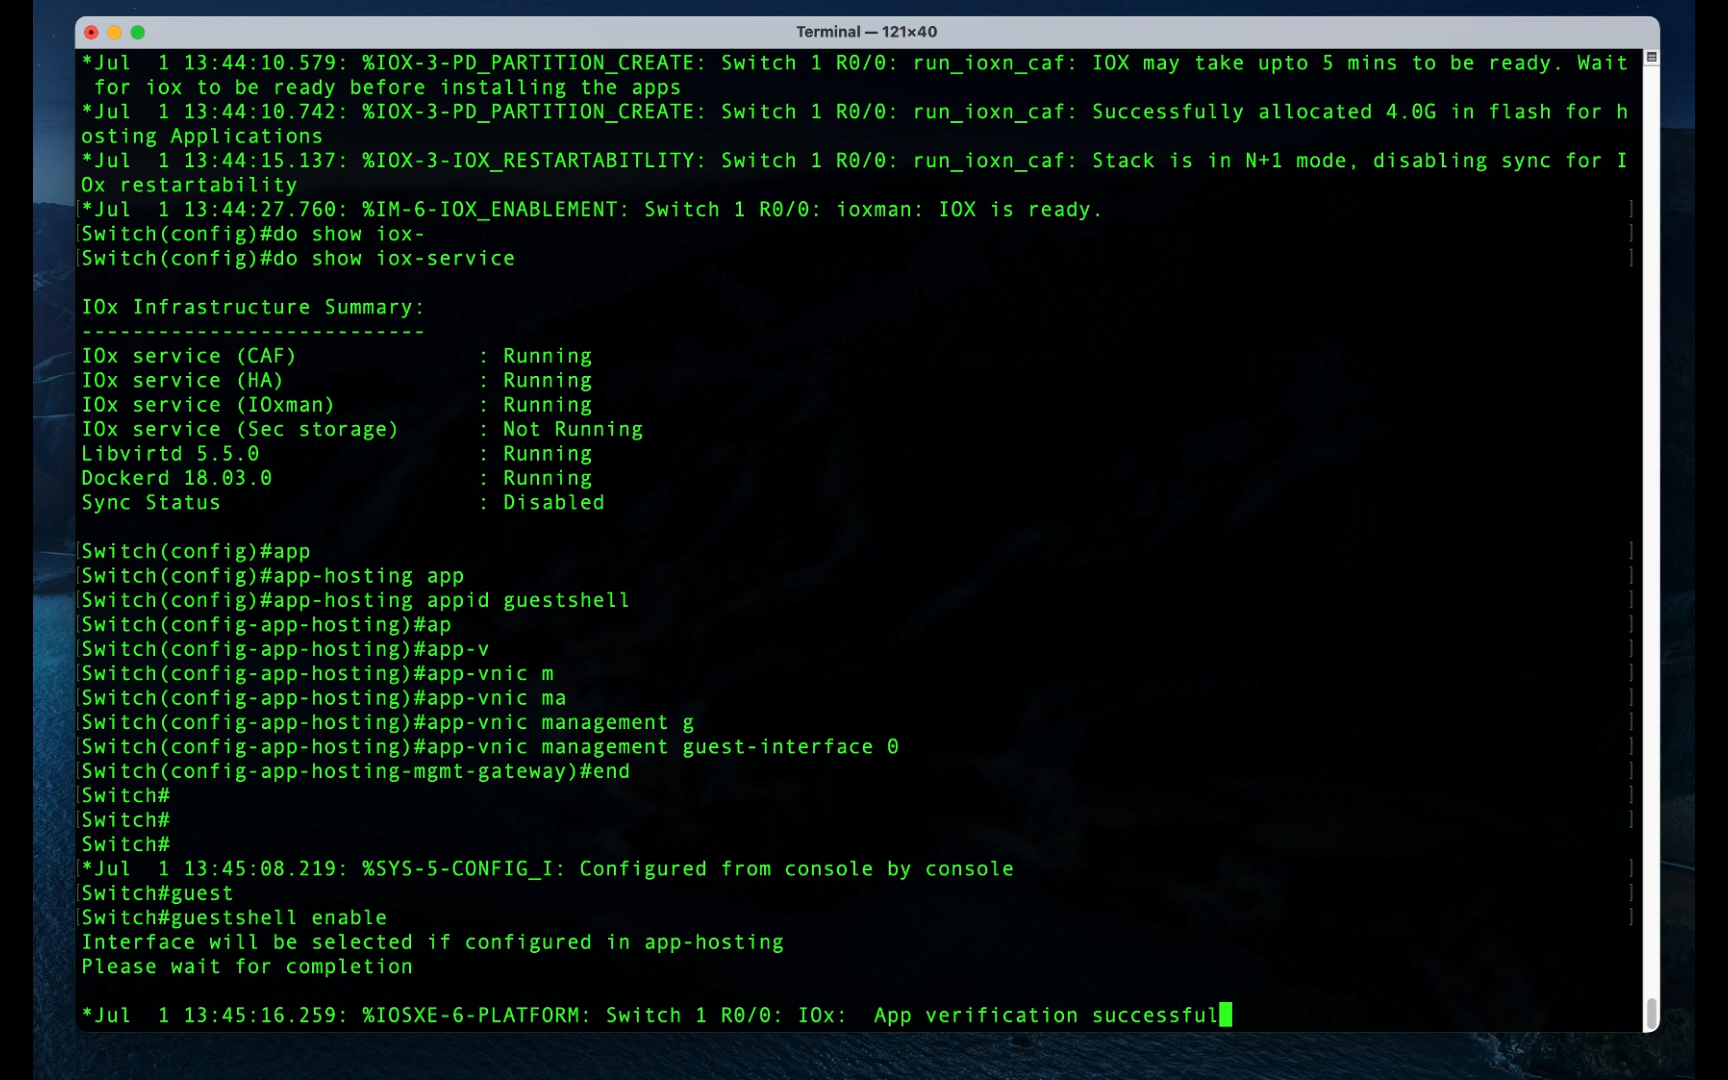 Terminal — 121×40
*Jul  1 13:44:10.579: %IOX-3-PD_PARTITION_CREATE: Switch 1 R0/0: run_ioxn_caf: IOX may take upto 5 mins to be ready. Wait
 for iox to be ready before installing the apps
*Jul  1 13:44:10.742: %IOX-3-PD_PARTITION_CREATE: Switch 1 R0/0: run_ioxn_caf: Successfully allocated 4.0G in flash for h
osting Applications
*Jul  1 13:44:15.137: %IOX-3-IOX_RESTARTABITLITY: Switch 1 R0/0: run_ioxn_caf: Stack is in N+1 mode, disabling sync for I
Ox restartability
*Jul  1 13:44:27.760: %IM-6-IOX_ENABLEMENT: Switch 1 R0/0: ioxman: IOX is ready.
Switch(config)#do show iox-
Switch(config)#do show iox-service
IOx Infrastructure Summary:
---------------------------
IOx service (CAF)              : Running
IOx service (HA)               : Running
IOx service (IOxman)           : Running
IOx service (Sec storage)      : Not Running
Libvirtd 5.5.0                 : Running
Dockerd 18.03.0                : Running
Sync Status                    : Disabled
Switch(config)#app
Switch(config)#app-hosting app
Switch(config)#app-hosting appid guestshell
Switch(config-app-hosting)#ap
Switch(config-app-hosting)#app-v
Switch(config-app-hosting)#app-vnic m
Switch(config-app-hosting)#app-vnic ma
Switch(config-app-hosting)#app-vnic management g
Switch(config-app-hosting)#app-vnic management guest-interface 0
Switch(config-app-hosting-mgmt-gateway)#end
Switch#
Switch#
Switch#
*Jul  1 13:45:08.219: %SYS-5-CONFIG_I: Configured from console by console
Switch#guest
Switch#guestshell enable
Interface will be selected if configured in app-hosting
Please wait for completion
*Jul  1 13:45:16.259: %IOSXE-6-PLATFORM: Switch 1 R0/0: IOx:  App verification successful